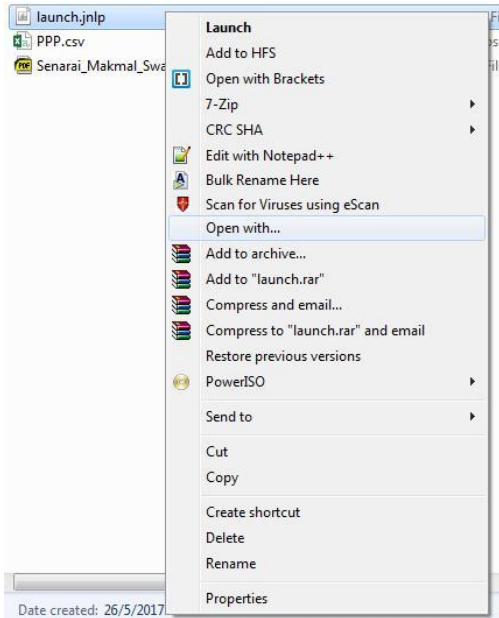 launch.jnlp
PPP.csv
Senarai_Makmal_Swa
Launch
Add to HFS
Open with Brackets
7-Zip
CRC SHA
Edit with Notepad++
Bulk Rename Here
Scan for Viruses using eScan
Open with...
Add to archive...
Add to "launch.rar"
Compress and email...
Compress to "launch.rar" and email
Restore previous versions
PowerISO
Send to
Cut
Copy
Create shortcut
Delete
Rename
Properties
Date created: 26/5/2017